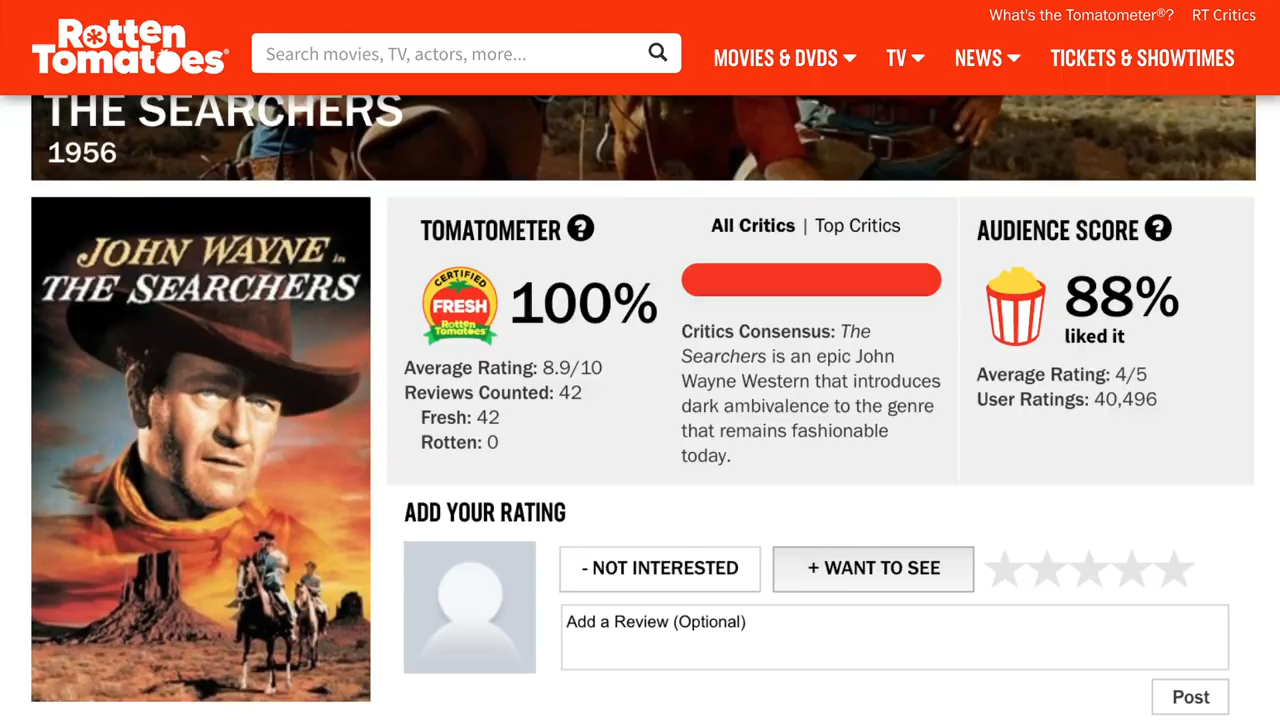 What's the Tomatometer®? RT Critics
Rotten
Tomatoes®
Search movies, TV, actors, more...
MOVIES & DVDS TV NEWS TICKETS & SHOWTIMES
THE SEARCHERS
1956
JOHN WAYNE in
THE SEARCHERS
TOMATOMETER ?
CERTIFIED
FRESH
Rotten
Tomatoes
100%
Average Rating: 8.9/10
Reviews Counted: 42
Fresh: 42
Rotten: 0
All Critics | Top Critics
Critics Consensus: The
Searchers is an epic John
Wayne Western that introduces
dark ambivalence to the genre
that remains fashionable
today.
AUDIENCE SCORE ?
88%
liked it
Average Rating: 4/5
User Ratings: 40,496
ADD YOUR RATING
- NOT INTERESTED
+ WANT TO SEE
Add a Review (Optional)
Post